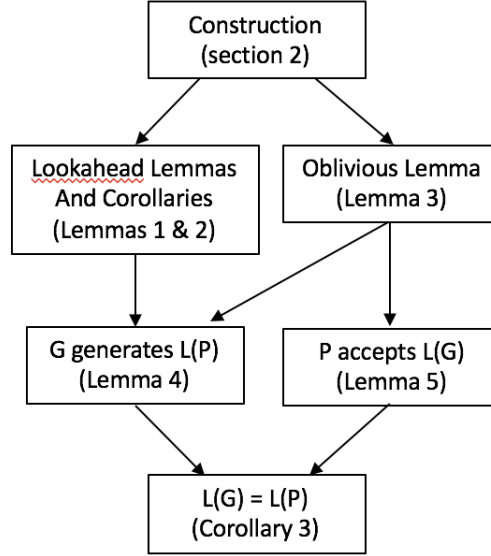 Construction
(section 2)
Lookahead Lemmas
And Corollaries
(Lemmas 1 & 2)
Oblivious Lemma
(Lemma 3)
G generates L(P)
(Lemma 4)
P accepts L(G)
(Lemma 5)
L(G) = L(P)
(Corollary 3)